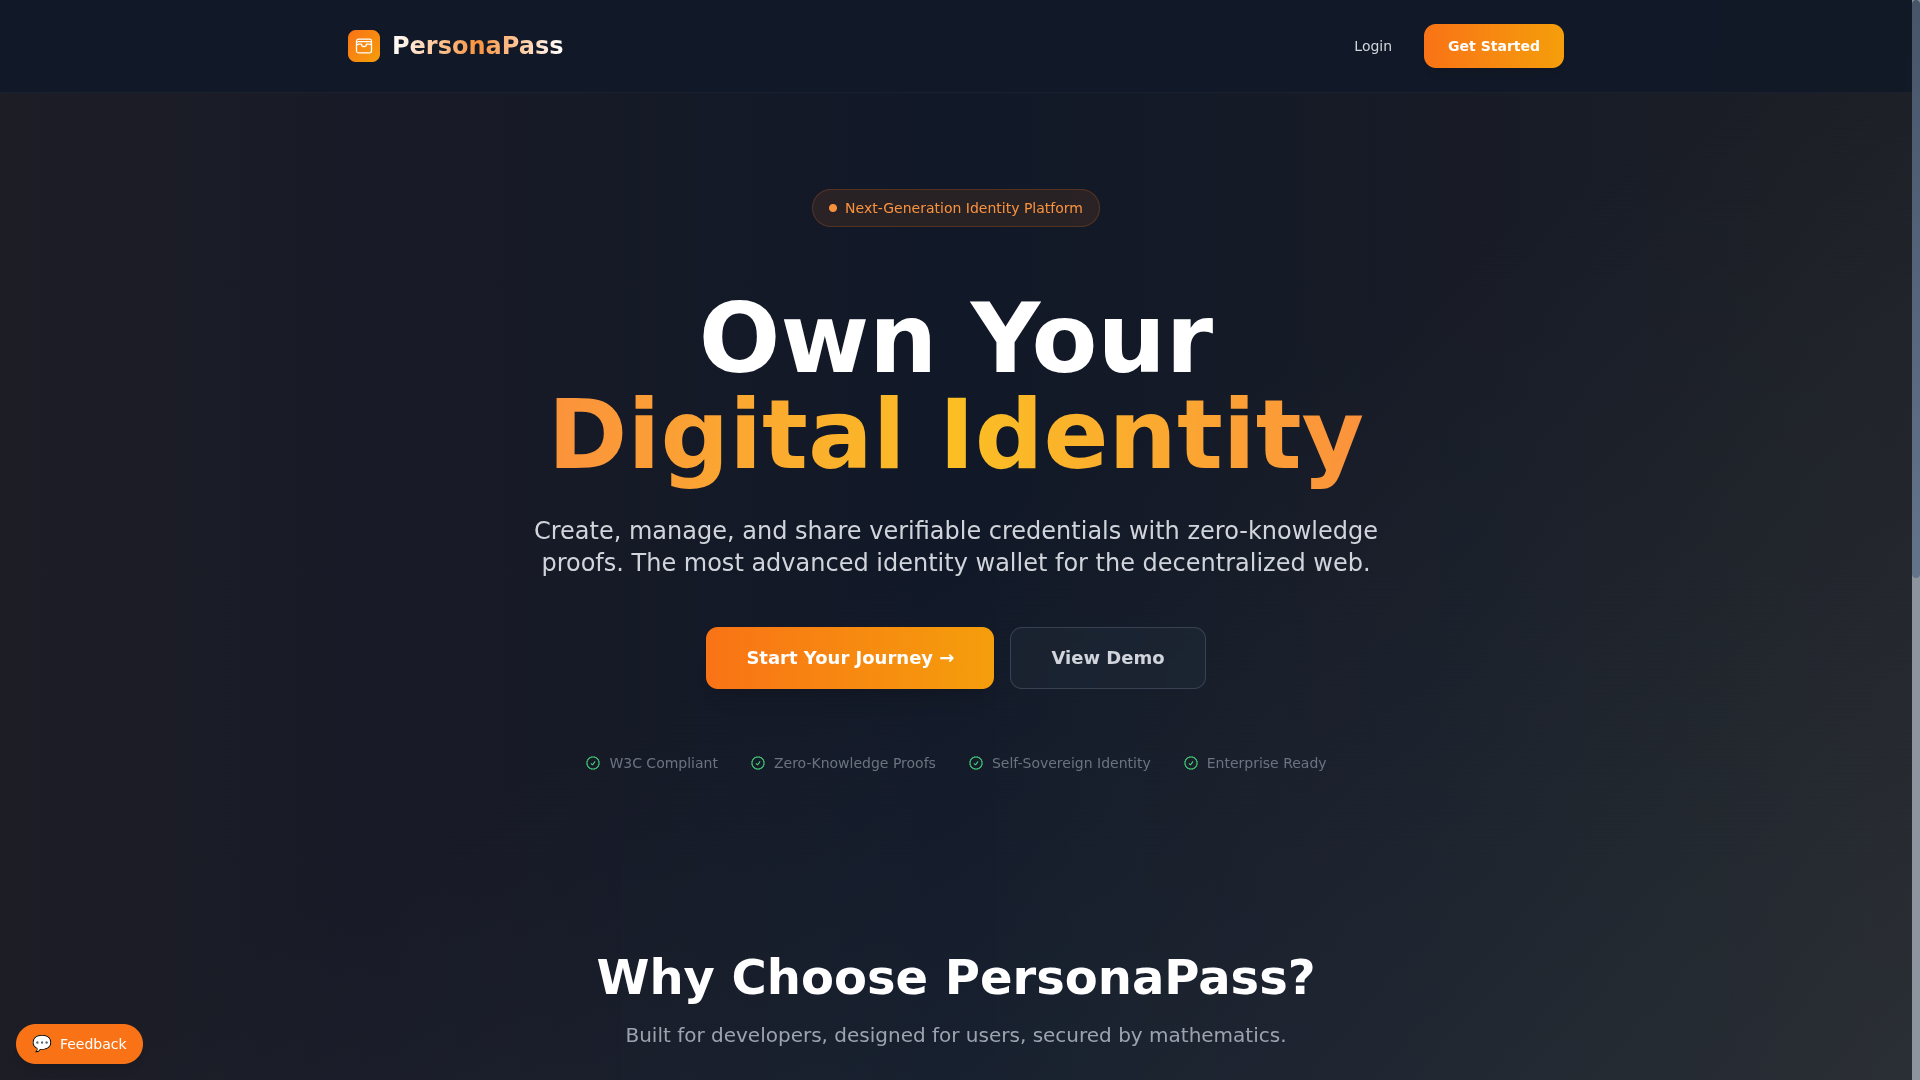 PersonaPass
Login
Get Started
Next-Generation Identity Platform
Own Your
Digital Identity
Create, manage, and share verifiable credentials with zero-knowledge
proofs. The most advanced identity wallet for the decentralized web.
Start Your Journey →
View Demo
W3C Compliant
Zero-Knowledge Proofs
Self-Sovereign Identity
Enterprise Ready
Why Choose PersonaPass?
Built for developers, designed for users, secured by mathematics.
💬 Feedback